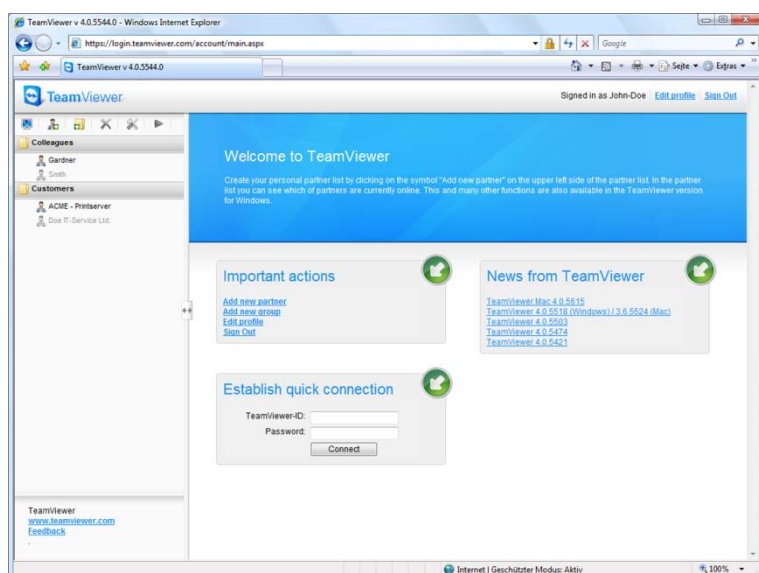 TeamViewer v 4.0.5544.0 - Windows Internet Explorer
https://login.teamviewer.com/account/main.aspx
Google
TeamViewer v 4.0.5544.0
Seite
Extras
TeamViewer
Signed in as John-Doe
Edit profile
Sign Out
Colleagues
Gardner
Smith
Customers
ACME - Printserver
Doe IT-Service Ltd.
Welcome to TeamViewer
Create your personal partner list by clicking on the symbol "Add new partner" on the upper left side of the partner list. In the partner
list you can see which of partners are currently online. This and many other functions are also available in the TeamViewer version
for Windows.
Important actions
Add new partner
Add new group
Edit profile
Sign Out
News from TeamViewer
TeamViewer Mac 4.0.5615
TeamViewer 4.0.5518 (Windows) / 3.6.5524 (Mac)
TeamViewer 4.0.5503
TeamViewer 4.0.5474
TeamViewer 4.0.5421
Establish quick connection
TeamViewer-ID:
Password:
Connect
TeamViewer
www.teamviewer.com
Feedback
Internet | Geschützter Modus: Aktiv
100%